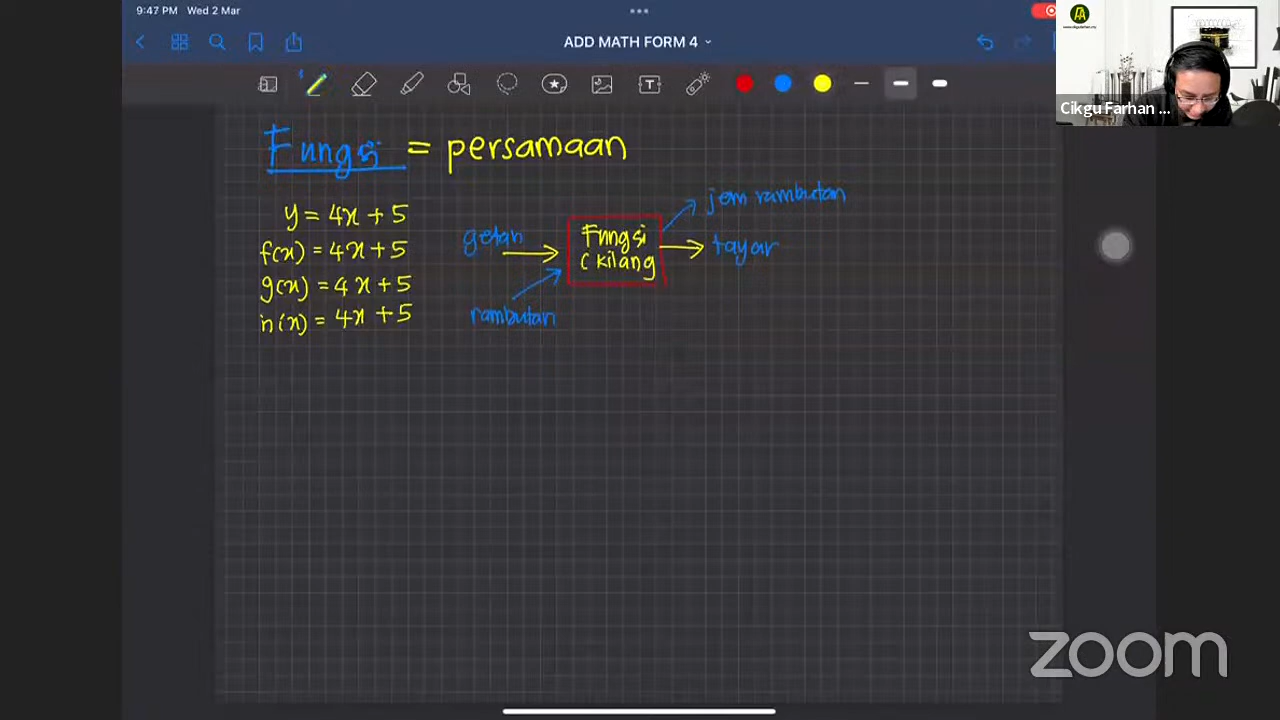 9:47 PM Wed 2 Mar
ADD MATH FORM 4
Cikgu Farhan ...
Fungsi = persamaan
y = 4x + 5
f(x) = 4x + 5
g(x) = 4x + 5
h(x) = 4x + 5
getah
rambutan
Fungsi
( kilang
jem rambutan
tayar
zoom